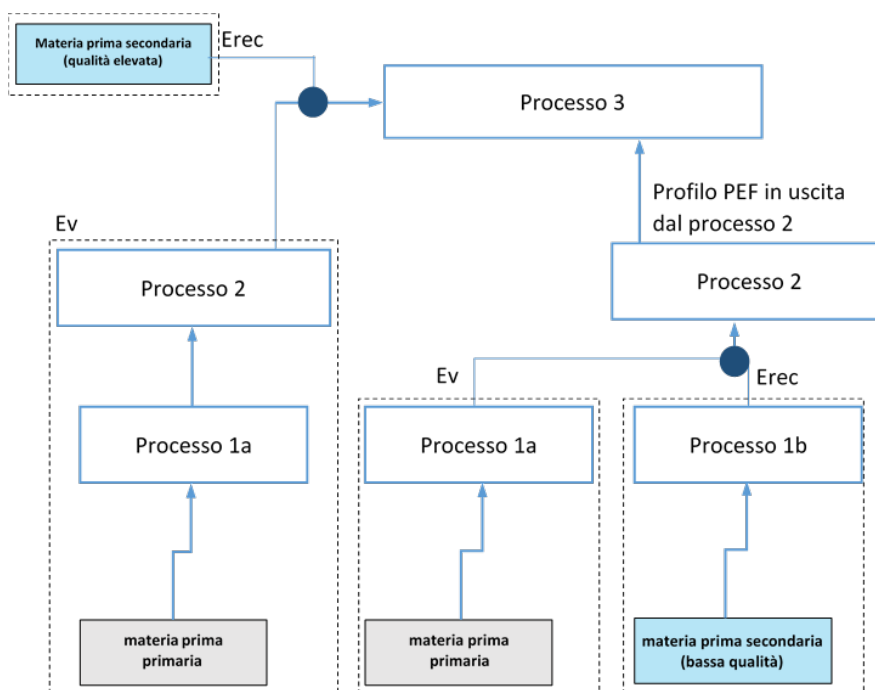 Materia prima secondaria
(qualità elevata)
Erec
Processo 3
Profilo PEF in uscita
dal processo 2
Ev
Processo 2
Processo 2
Ev
Erec
Processo 1a
Processo 1a
Processo 1b
materia prima
primaria
materia prima
primaria
materia prima secondaria
(bassa qualità)